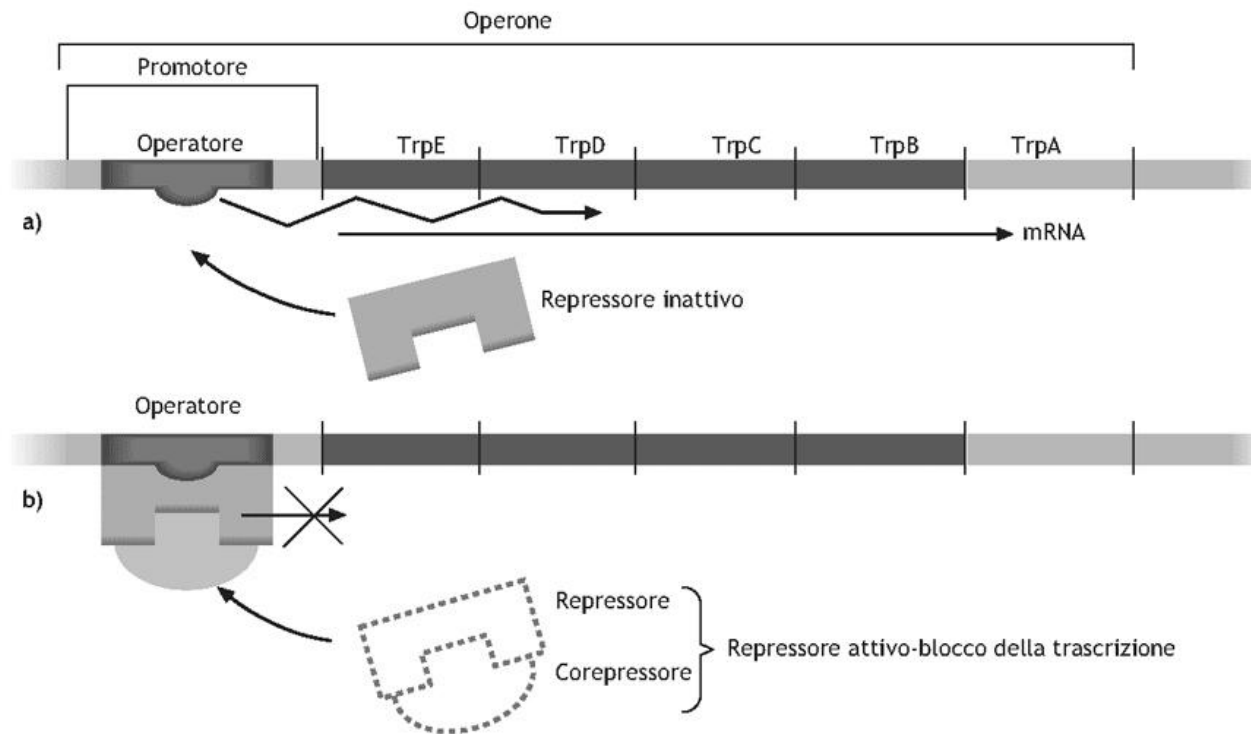 Operone
Promotore
Operatore
TrpE TrpD TrpC TrpB TrpA
a)
mRNA
Repressore inattivo
Operatore
b)
Repressore
Corepressore
Repressore attivo-blocco della trascrizione